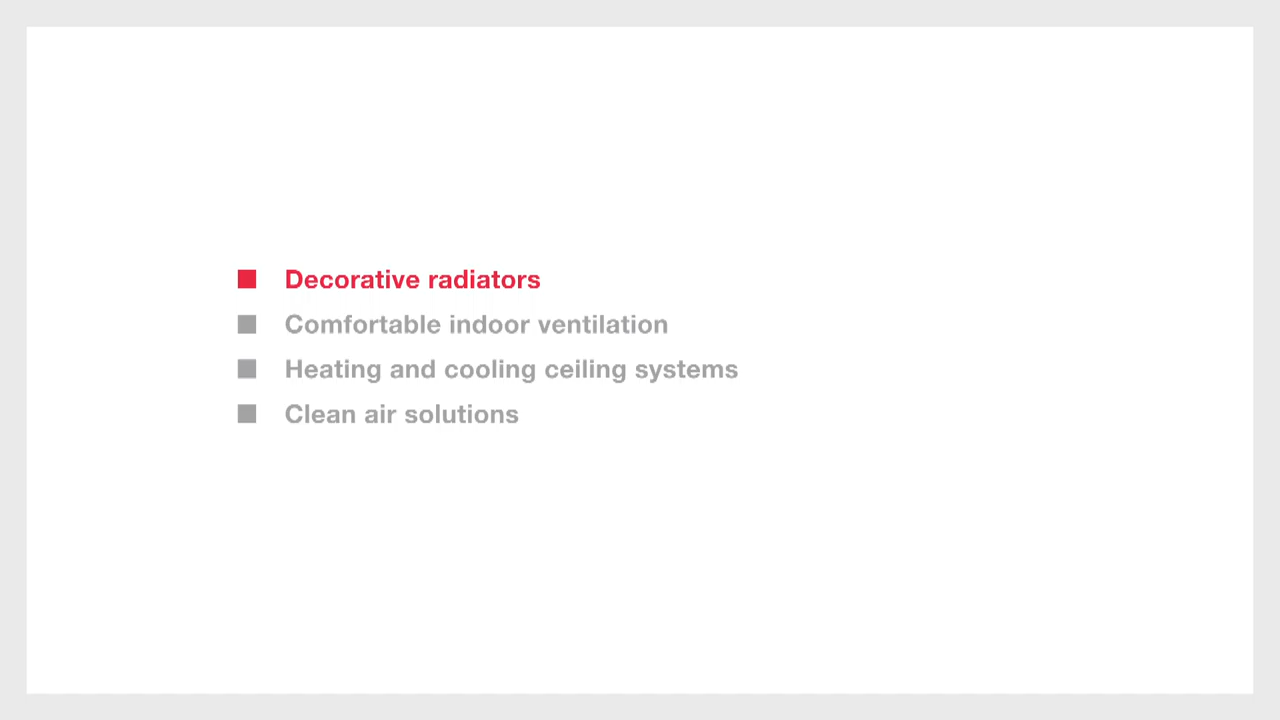 Decorative radiators
Comfortable indoor ventilation
Heating and cooling ceiling systems
Clean air solutions